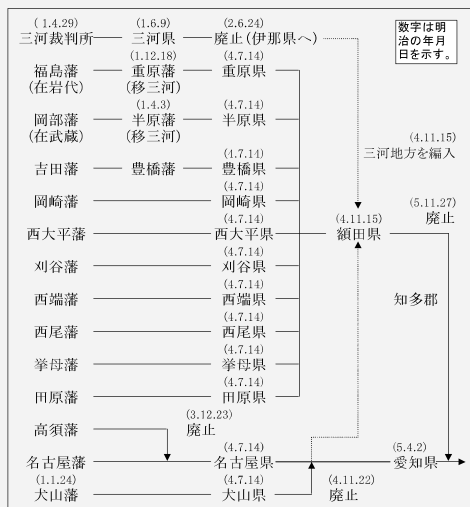 (1.4.29) (1.6.9) (2.6.24)
三河裁判所 三河県 廃止(伊那県へ)
数字は明
治の年月
日を示す。
(1.12.18) (4.7.14)
福島藩 重原藩 重原県
(在岩代) (移三河)
(1.4.3) (4.7.14)
岡部藩 半原藩 半原県
(在武蔵) (移三河)
(4.11.15)
三河地方を編入
(4.7.14)
吉田藩 豊橋藩 豊橋県
(4.7.14)
岡崎藩 岡崎県
(4.7.14) (4.11.15) (5.11.27)
西大平藩 西大平県 額田県 廃止
(4.7.14)
刈谷藩 刈谷県
(4.7.14)
西端藩 西端県
知多郡
(4.7.14)
西尾藩 西尾県
(4.7.14)
挙母藩 挙母県
(4.7.14)
田原藩 田原県
(3.12.23)
高須藩 廃止
(4.7.14) (5.4.2)
名古屋藩 名古屋県 愛知県
(1.1.24) (4.7.14) (4.11.22)
犬山藩 犬山県 廃止